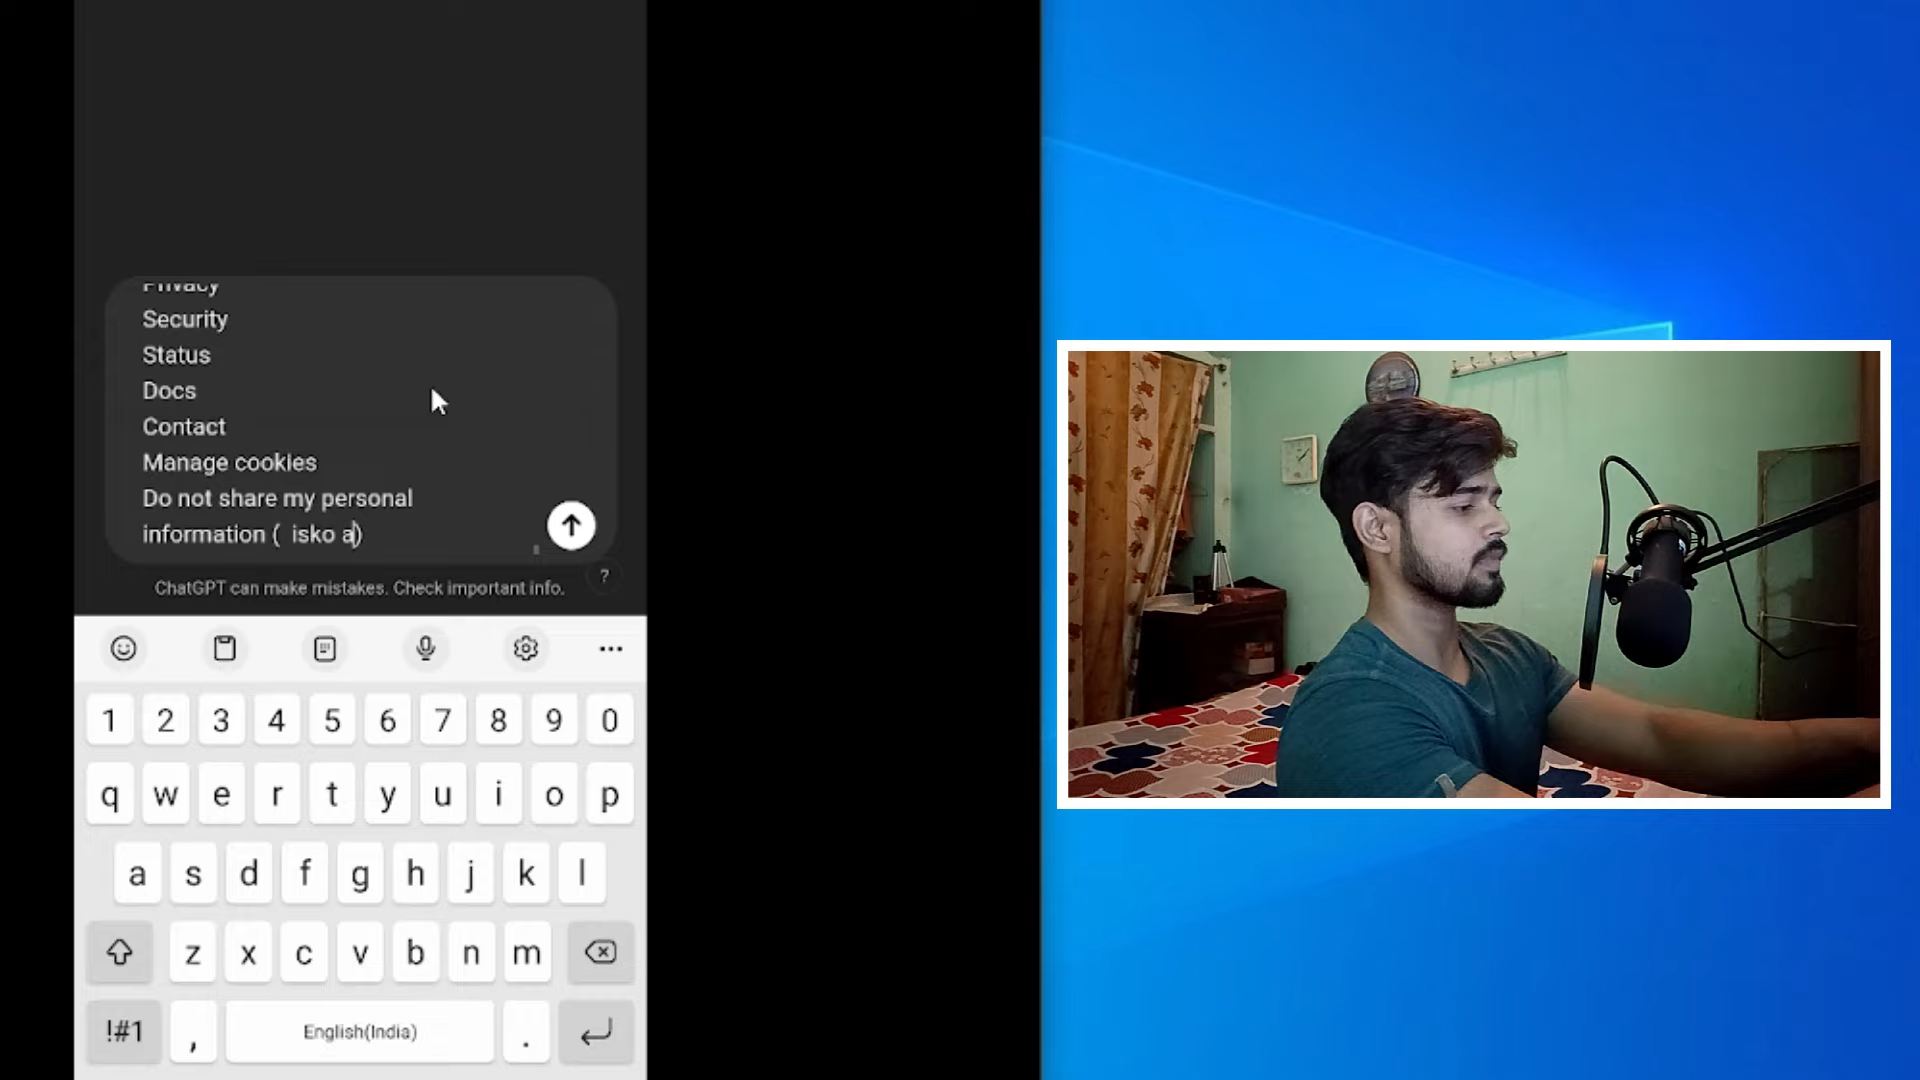 Privacy
Security
Status
Docs
Contact
Manage cookies
Do not share my personal
information (  isko a)
?
ChatGPT can make mistakes. Check important info.
1 2 3 4 5 6 7 8 9 0
q w e r t y u i o p
a s d f g h j k l
z x c v b n m
!#1 , English(India) .